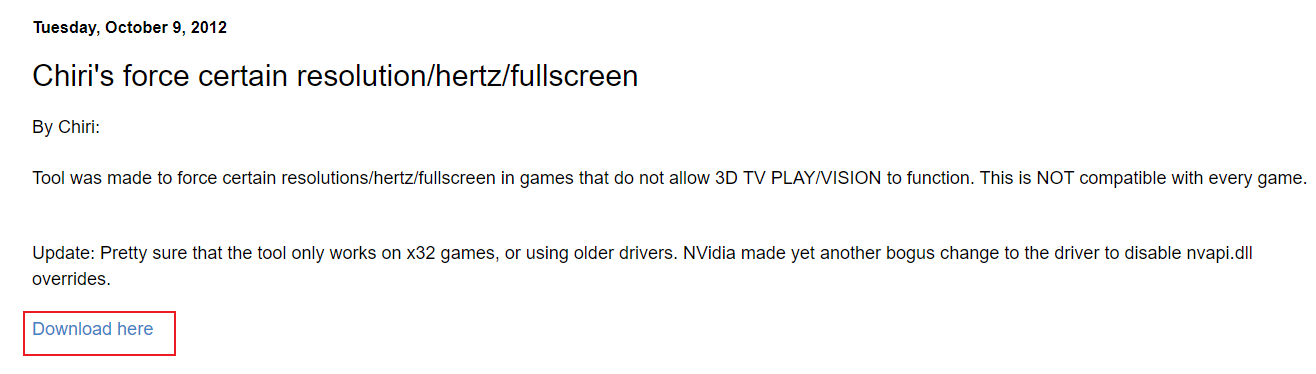 Tuesday, October 9, 2012
Chiri's force certain resolution/hertz/fullscreen
By Chiri:
Tool was made to force certain resolutions/hertz/fullscreen in games that do not allow 3D TV PLAY/VISION to function. This is NOT compatible with every game.
Update: Pretty sure that the tool only works on x32 games, or using older drivers. NVidia made yet another bogus change to the driver to disable nvapi.dll
overrides.
Download here